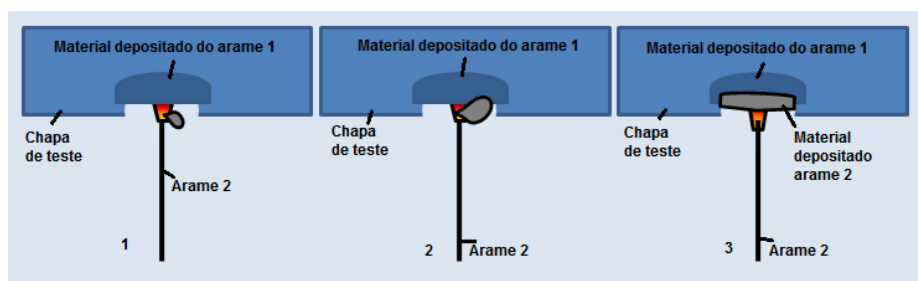 Material depositado do arame 1
Chapa
de teste
Arame 2
1
Material depositado do arame 1
Chapa
de teste
2
Arame 2
Material depositado do arame 1
Chapa
de teste
Material
depositado
arame 2
3
Arame 2